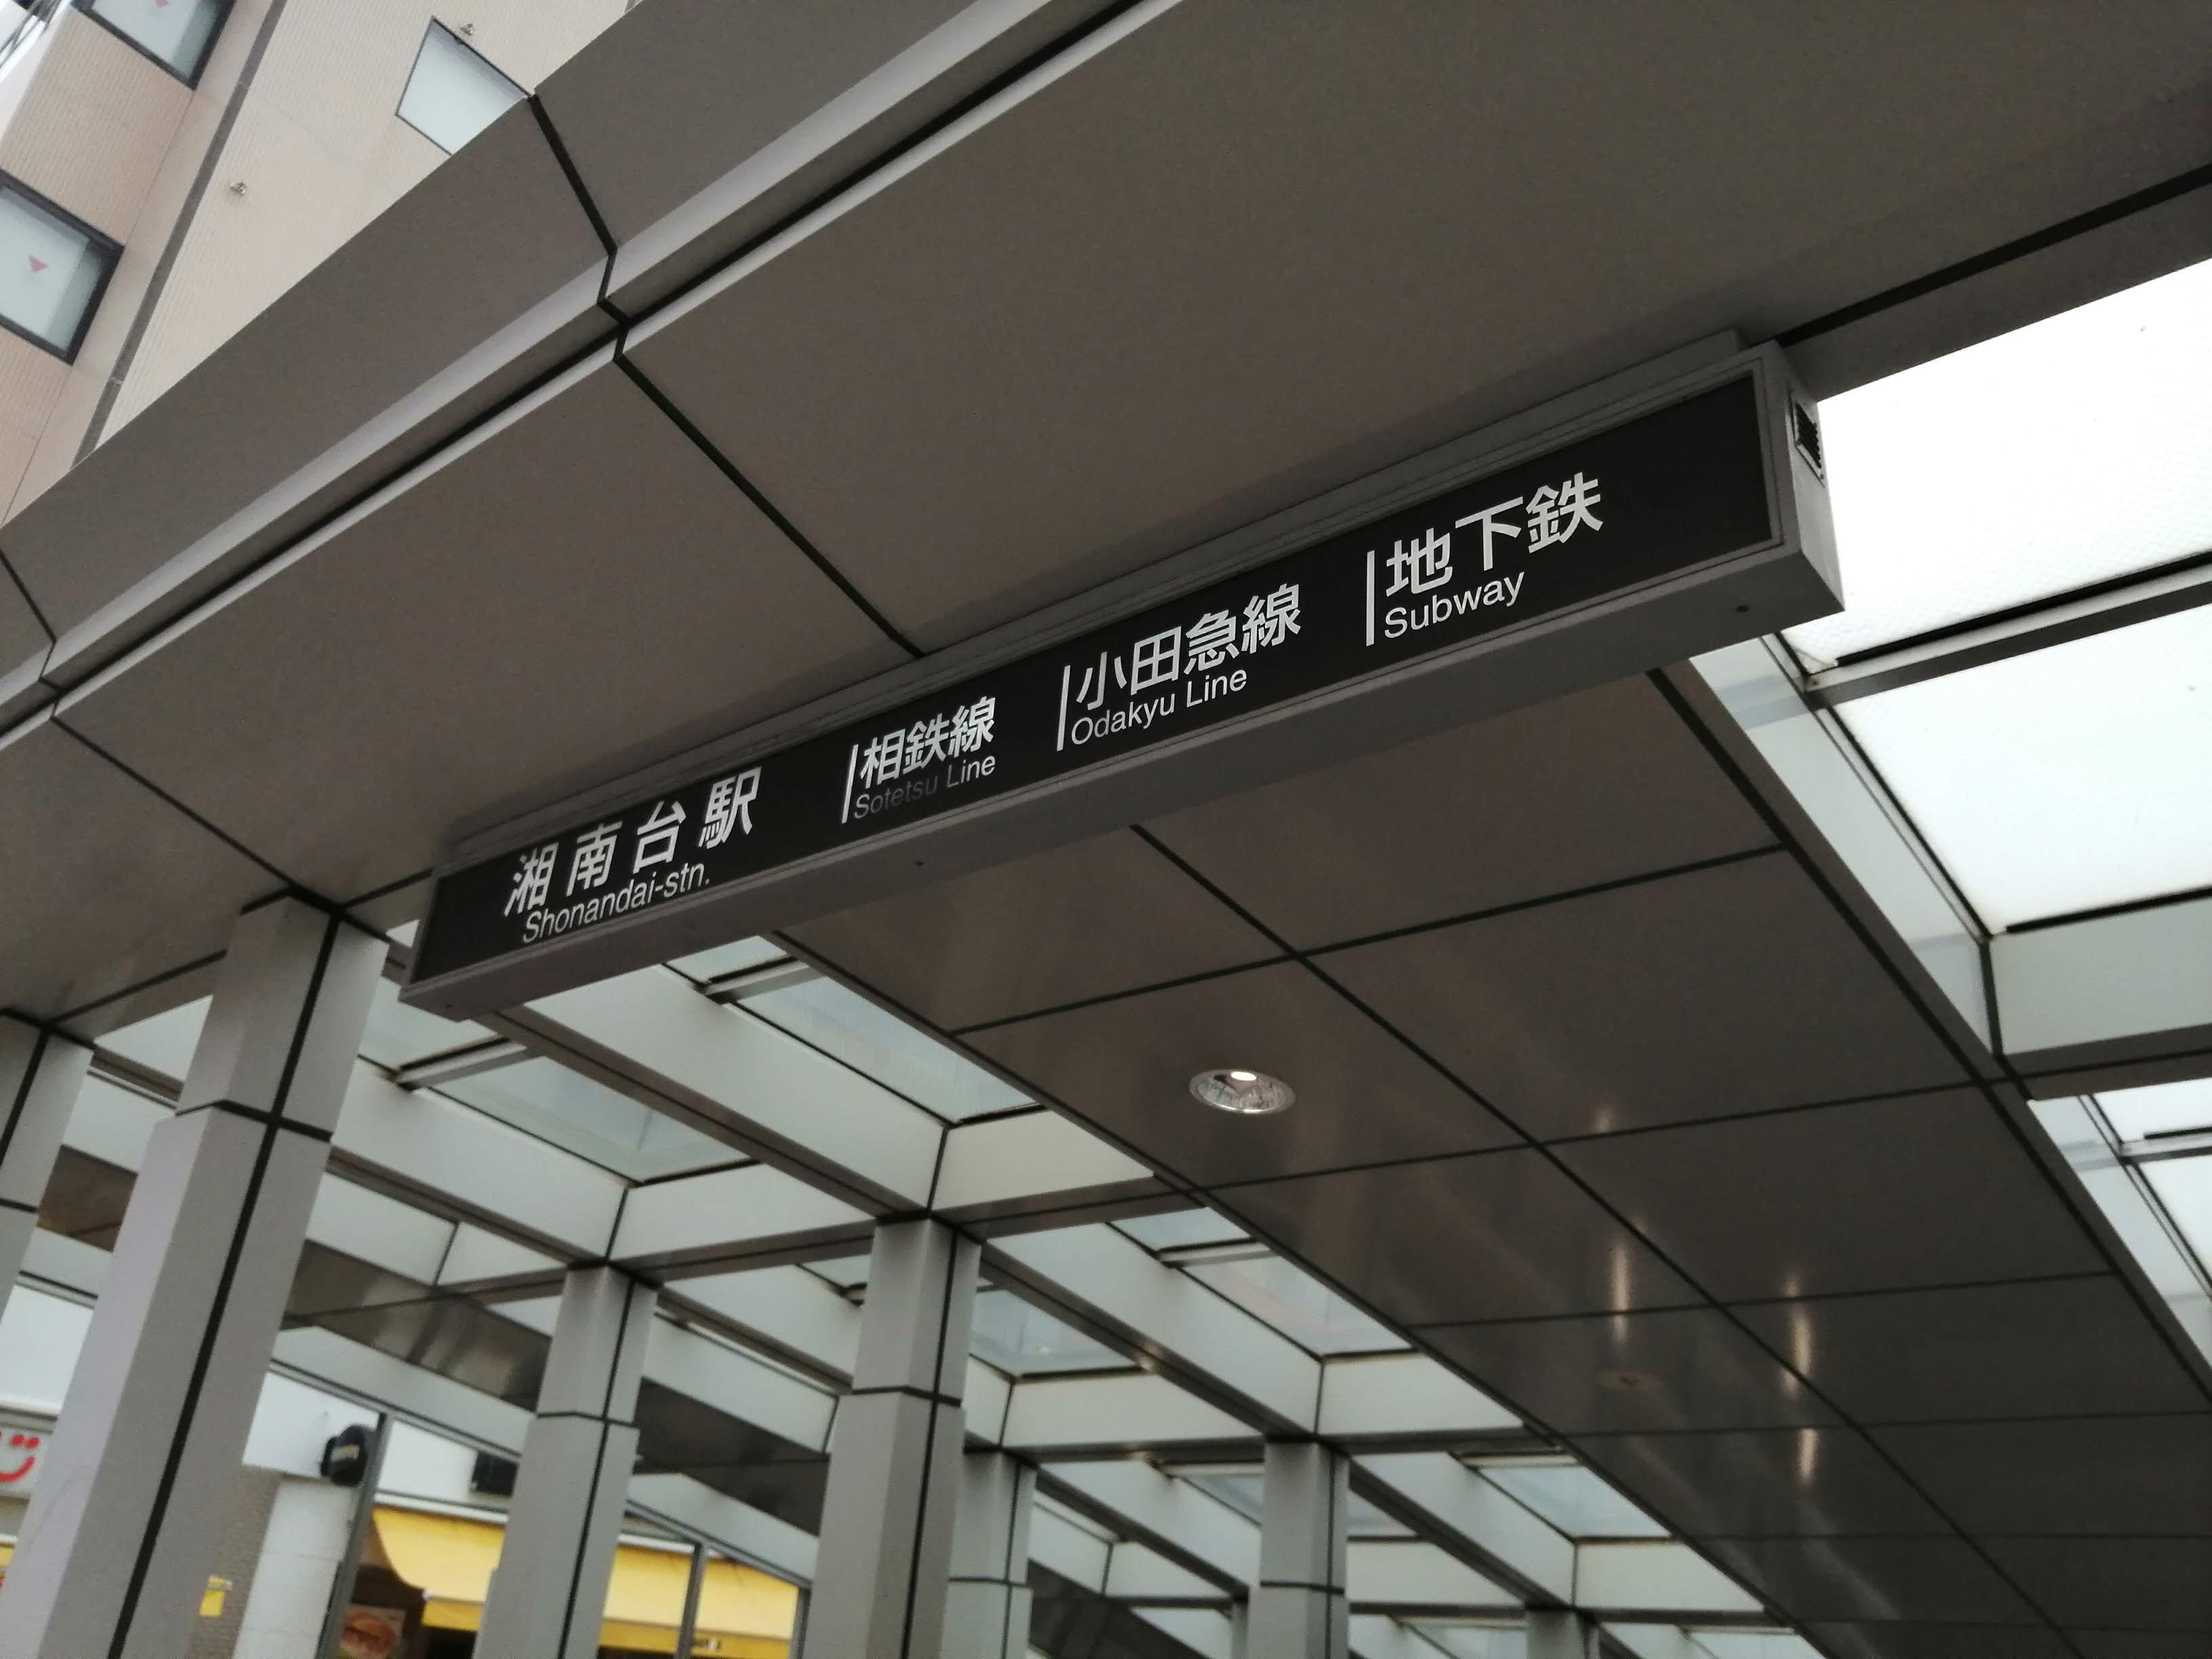 湘南台駅
Shonandai-stn.
相鉄線
Sotetsu Line
小田急線
Odakyu Line
地下鉄
Subway